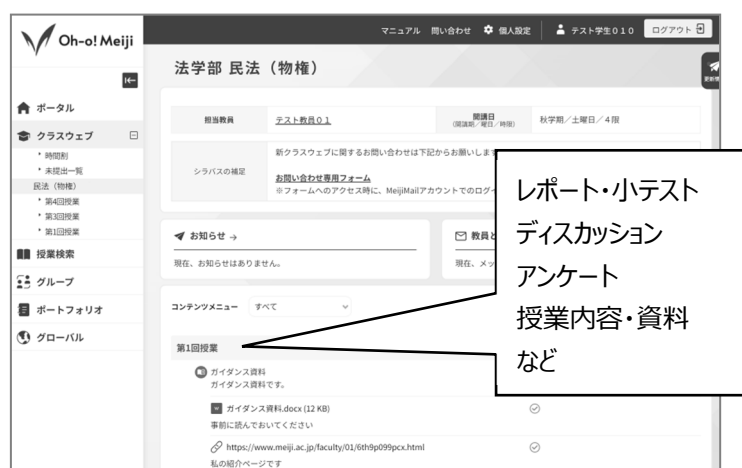 Oh-o! Meiji
マニュアル 問い合わせ 個人設定 テスト学生010 ログアウト
法学部 民法（物権）
ポータル
クラスウェブ
・時間割
・未提出一覧
民法（物権）
・第4回授業
・第3回授業
・第1回授業
授業検索
グループ
ポートフォリオ
グローバル
担当教員 テスト教員01 開講日 秋学期／土曜日／4限
（開講期／曜日／時限）
シラバスの補足
新クラスウェブに関するお問い合わせは下記からお願いしま
お問い合わせ専用フォーム
※フォームへのアクセス時に、MeijiMailアカウントでのログイ
お知らせ →
現在、お知らせはありません。
教員と
現在、メッ
コンテンツメニュー すべて
第1回授業
ガイダンス資料
ガイダンス資料です。
ガイダンス資料.docx (12 KB)
事前に読んでおいてください
https://www.meiji.ac.jp/faculty/01/6th9p099pcx.html
私の紹介ページです
レポート・小テスト
ディスカッション
アンケート
授業内容・資料
など